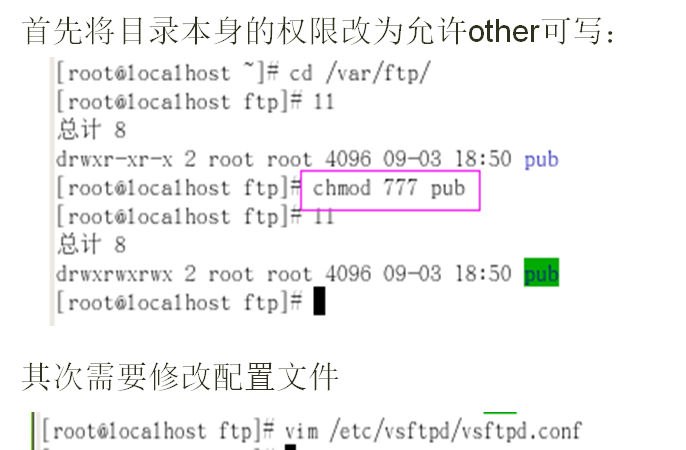 首先将目录本身的权限改为允许other可写：
[root@localhost ~]# cd /var/ftp/
[root@localhost ftp]# ll
总计 8
drwxr-xr-x 2 root root 4096 09-03 18:50 pub
[root@localhost ftp]# chmod 777 pub
[root@localhost ftp]# ll
总计 8
drwxrwxrwx 2 root root 4096 09-03 18:50 pub
[root@localhost ftp]#
其次需要修改配置文件
[root@localhost ftp]# vim /etc/vsftpd/vsftpd.conf